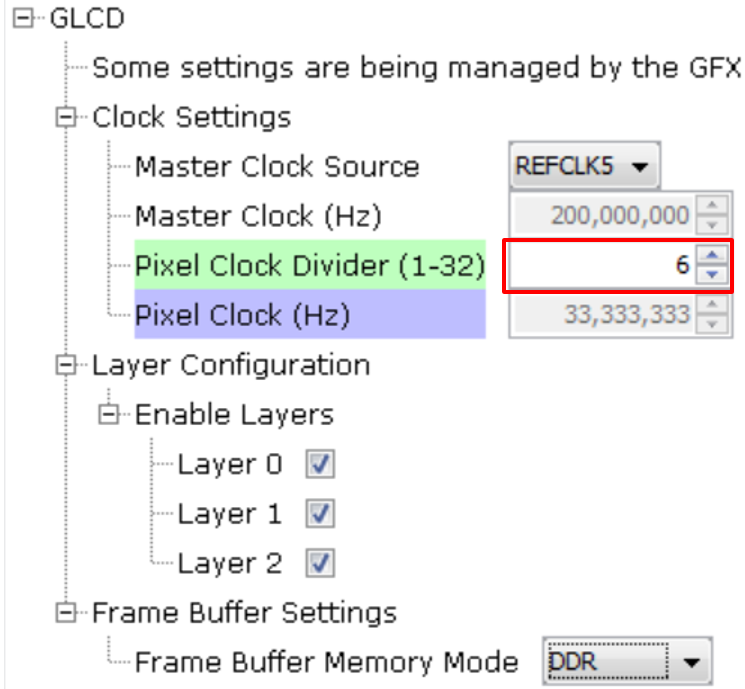 GLCD
Some settings are being managed by the GFX
Clock Settings
Master Clock Source REFCLK5
Master Clock (Hz) 200,000,000
Pixel Clock Divider (1-32) 6
Pixel Clock (Hz) 33,333,333
Layer Configuration
Enable Layers
Layer 0
Layer 1
Layer 2
Frame Buffer Settings
Frame Buffer Memory Mode DDR